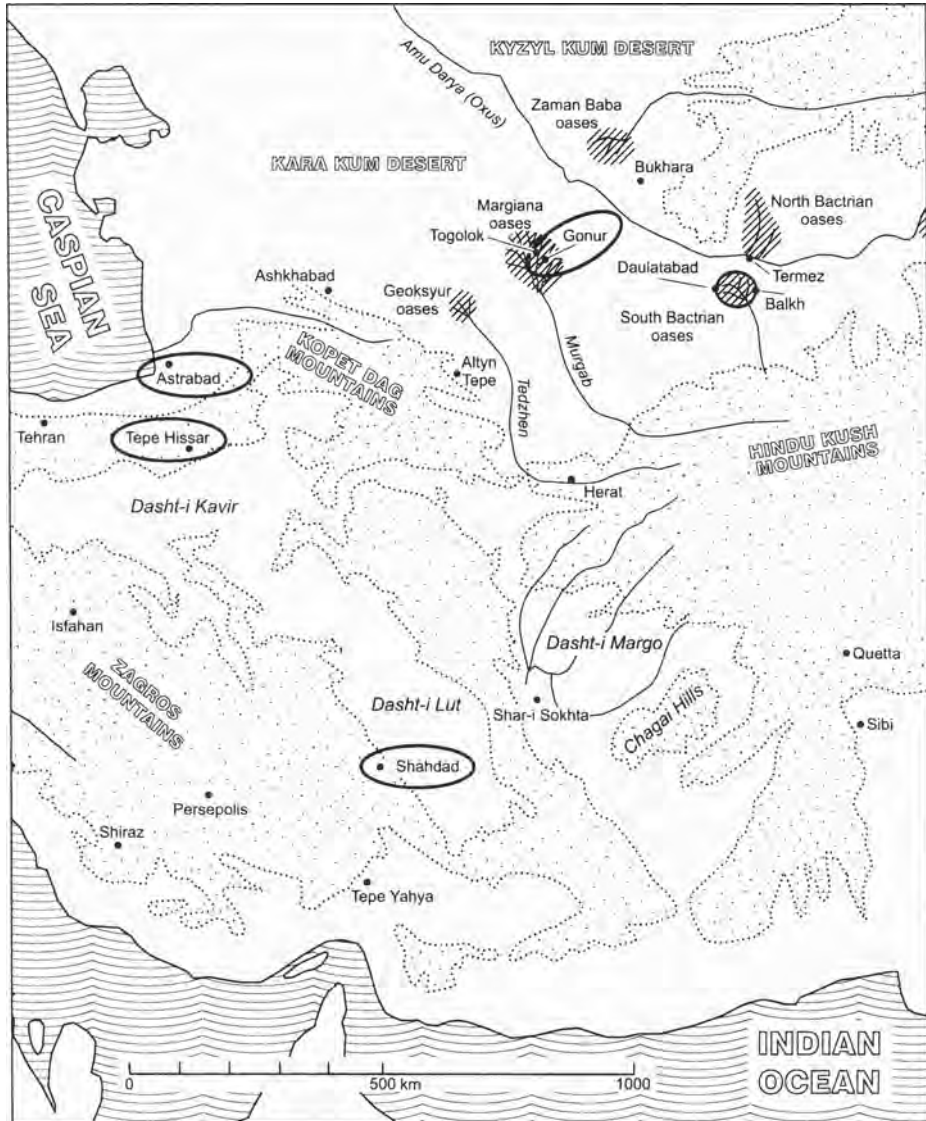 KYZYL KUM DESERT
Amu Darya (Oxus)
Zaman Baba
oases
Bukhara
KARA KUM DESERT
CASPIAN
SEA
Margiana
oases
Togolok
Gonur
North Bactrian
oases
Ashkhabad
Geoksyur
oases
Daulatabad
Termez
Balkh
South Bactrian
oases
KOPET DAG
MOUNTAINS
Astrabad
Altyn
Tepe
Tedzhen
Murgab
Tehran
Tepe Hissar
HINDU KUSH
MOUNTAINS
Herat
Dasht-i Kavir
Isfahan
Dasht-i Margo
Quetta
ZAGROS
MOUNTAINS
Dasht-i Lut
Shar-i Sokhta
Chagai Hills
Sibi
Shahdad
Persepolis
Shiraz
Tepe Yahya
INDIAN
OCEAN
0
500 km
1000